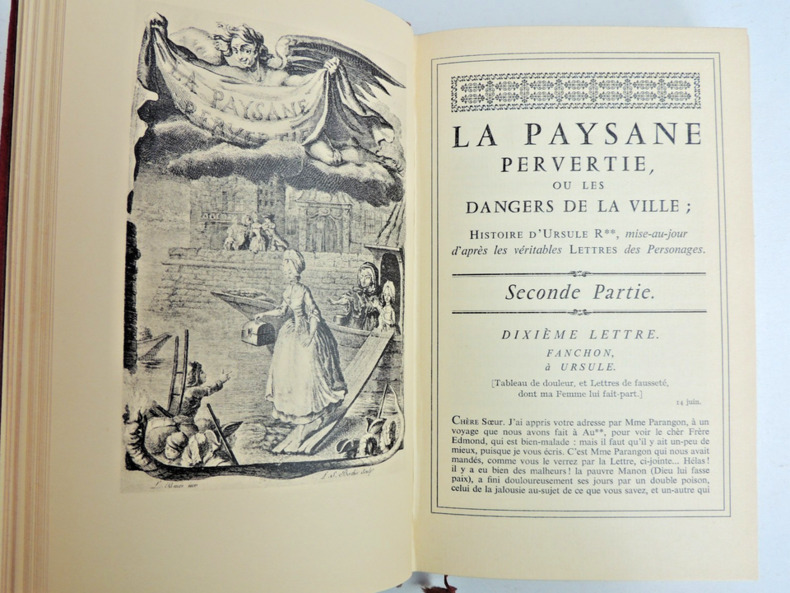 LA PAYSANE
PERVERTIE
LA PAYSANE
PERVERTIE,
OU LES
DANGERS DE LA VILLE ;
HISTOIRE D'URSULE R**, mise-au-jour
d'après les véritables LETTRES des Personages.
Seconde Partie.
DIXIÈME LETTRE.
FANCHON,
à URSULE.
[Tableau de douleur, et Lettres de fausseté,
dont ma Femme lui fait-part.]
24 juin.
CHÈRE SŒUR. J'ai appris votre adresse par Mme Parangon, à un
voyage que nous avons fait à Au**, pour voir le chèr Frère
Edmond, qui est bien-malade : mais il faut qu'il y ait un-peu de
mieux, puisque je vous écris. C'est Mme Parangon qui nous avait
mandés, comme vous le verrez par la Lettre, ci-jointe... Hélas !
il y a eu bien des malheurs ! la pauvre Manon (Dieu lui fasse
paix), a fini douloureusement ses jours par un double poison,
celui de la jalousie au-sujet de ce que vous savez, et un-autre qui